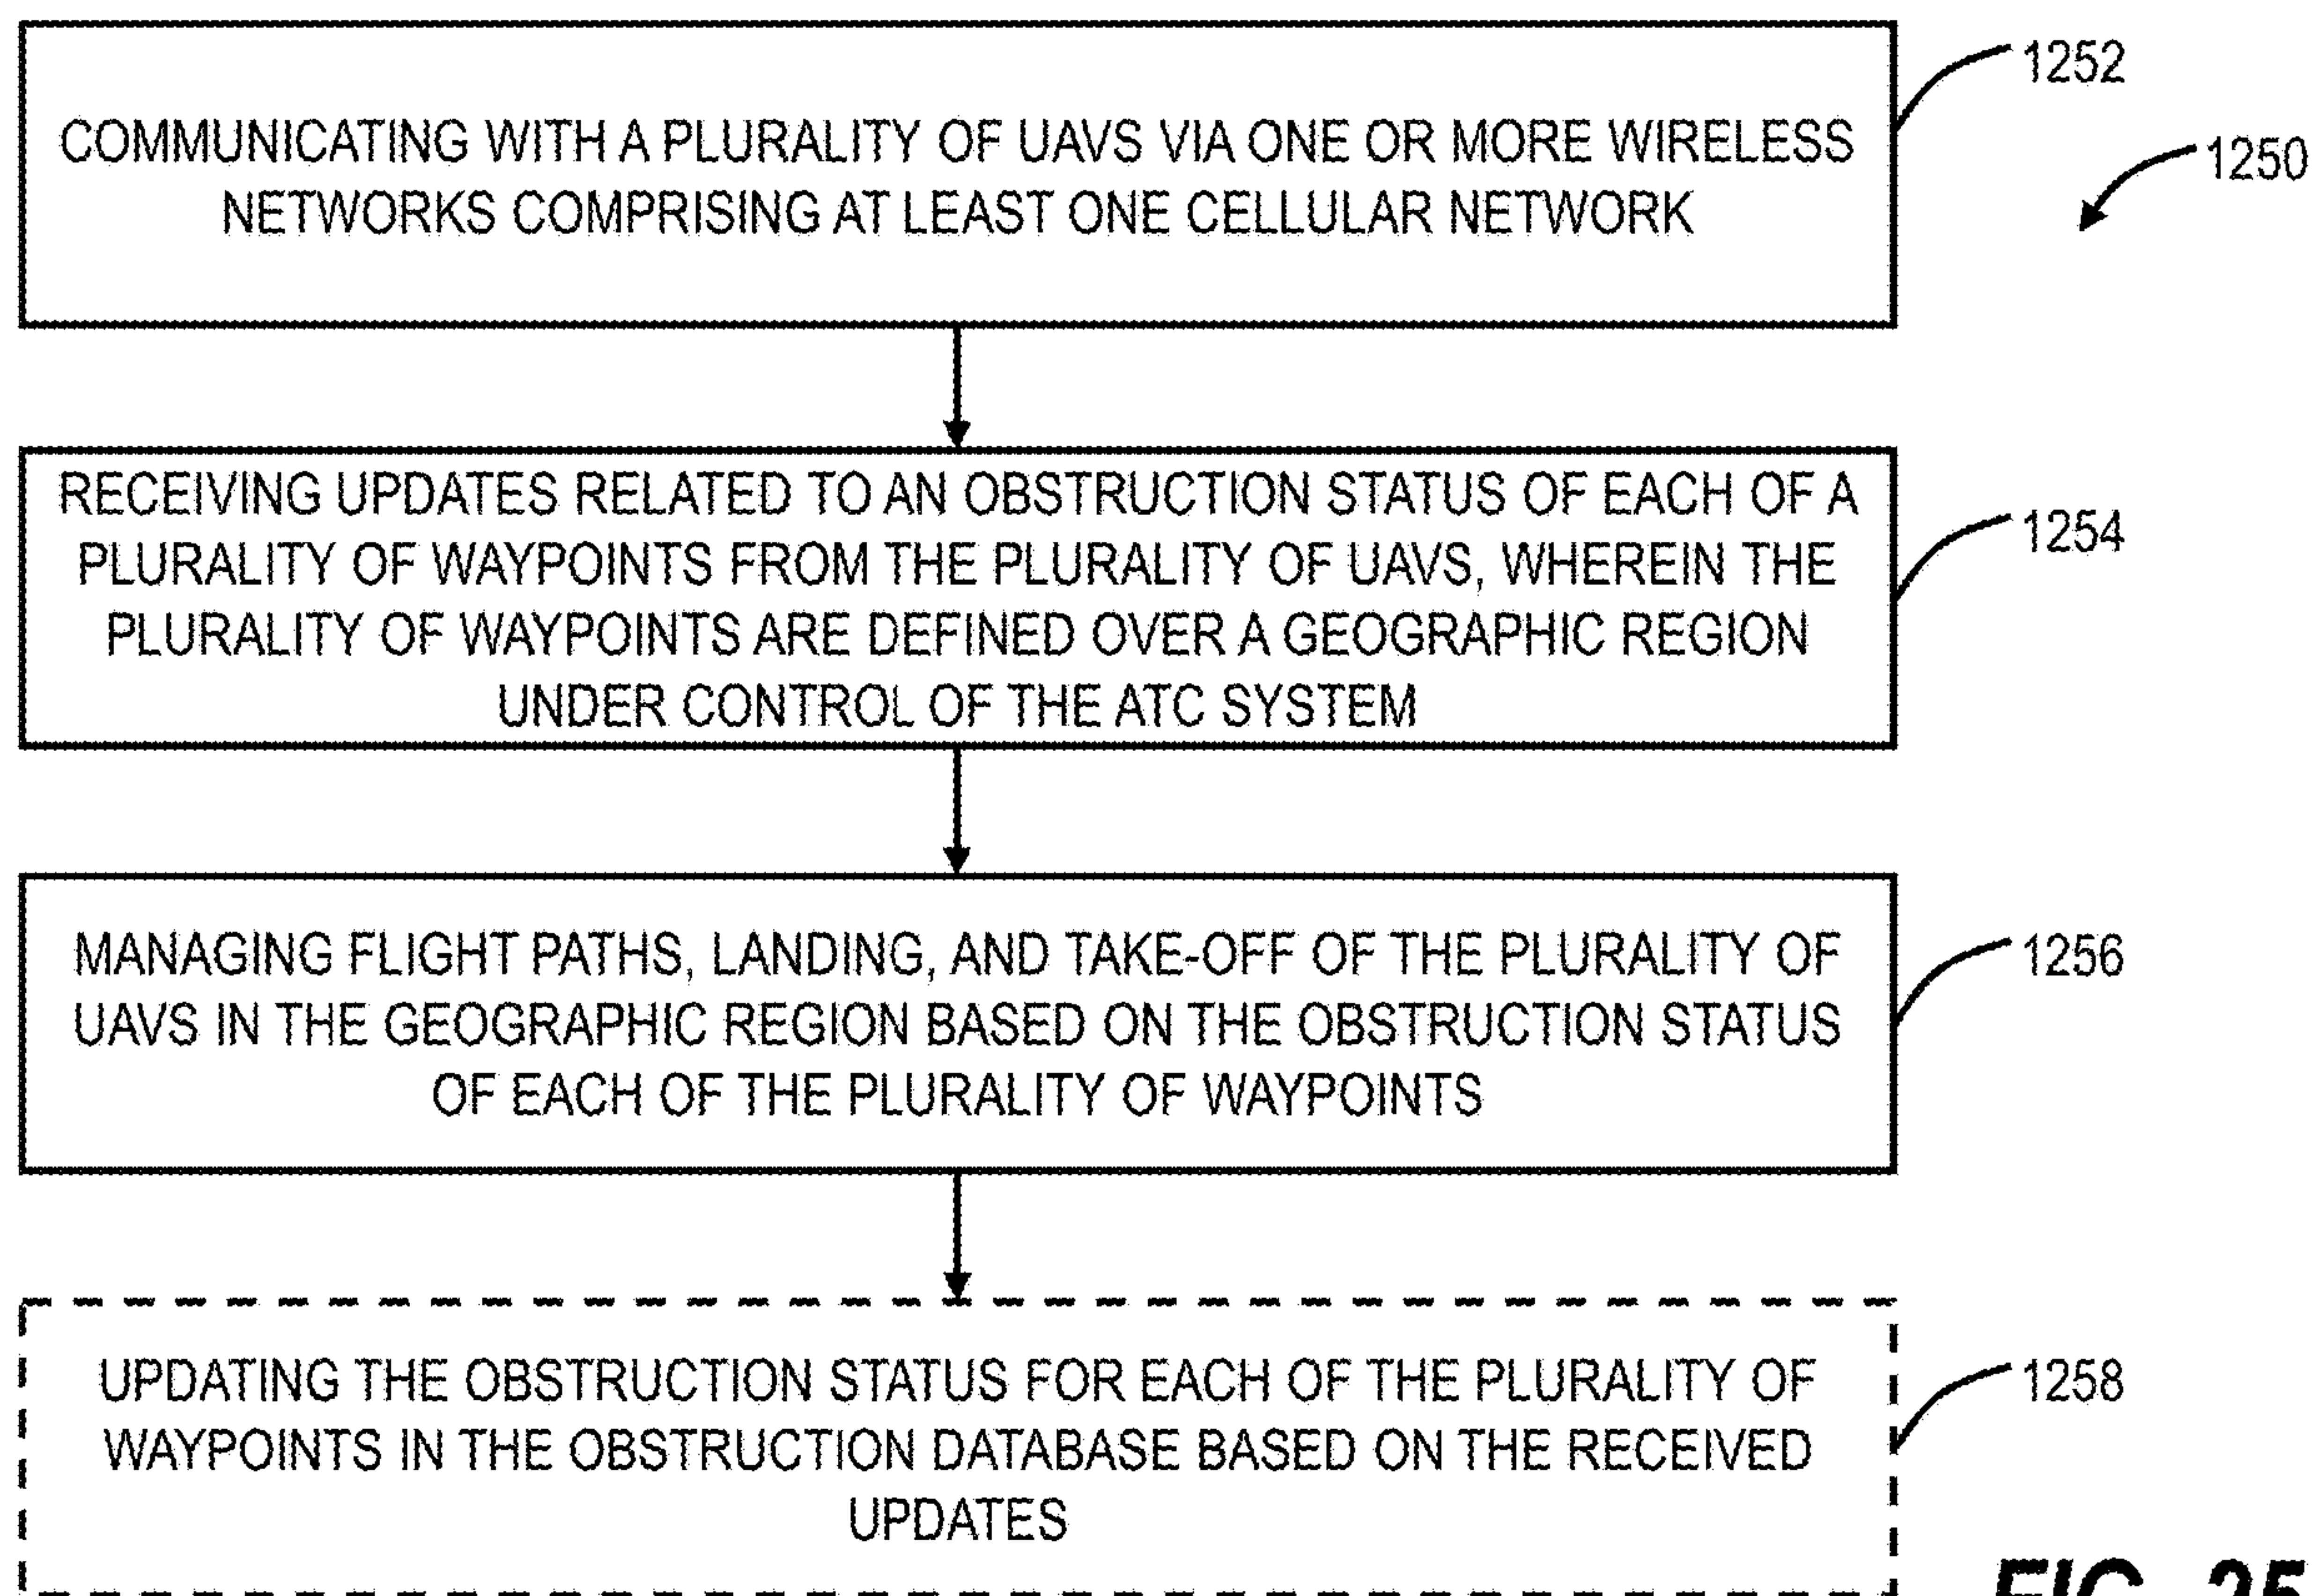 COMMUNICATING WITH A PLURALITY OF UAVS VIA ONE OR MORE WIRELESS
NETWORKS COMPRISING AT LEAST ONE CELLULAR NETWORK
1252
1250
RECEIVING UPDATES RELATED TO AN OBSTRUCTION STATUS OF EACH OF A
PLURALITY OF WAYPOINTS FROM THE PLURALITY OF UAVS, WHEREIN THE
PLURALITY OF WAYPOINTS ARE DEFINED OVER A GEOGRAPHIC REGION
UNDER CONTROL OF THE ATC SYSTEM
1254
MANAGING FLIGHT PATHS, LANDING, AND TAKE-OFF OF THE PLURALITY OF
UAVS IN THE GEOGRAPHIC REGION BASED ON THE OBSTRUCTION STATUS
OF EACH OF THE PLURALITY OF WAYPOINTS
1256
UPDATING THE OBSTRUCTION STATUS FOR EACH OF THE PLURALITY OF
WAYPOINTS IN THE OBSTRUCTION DATABASE BASED ON THE RECEIVED
UPDATES
1258
FIG. 25